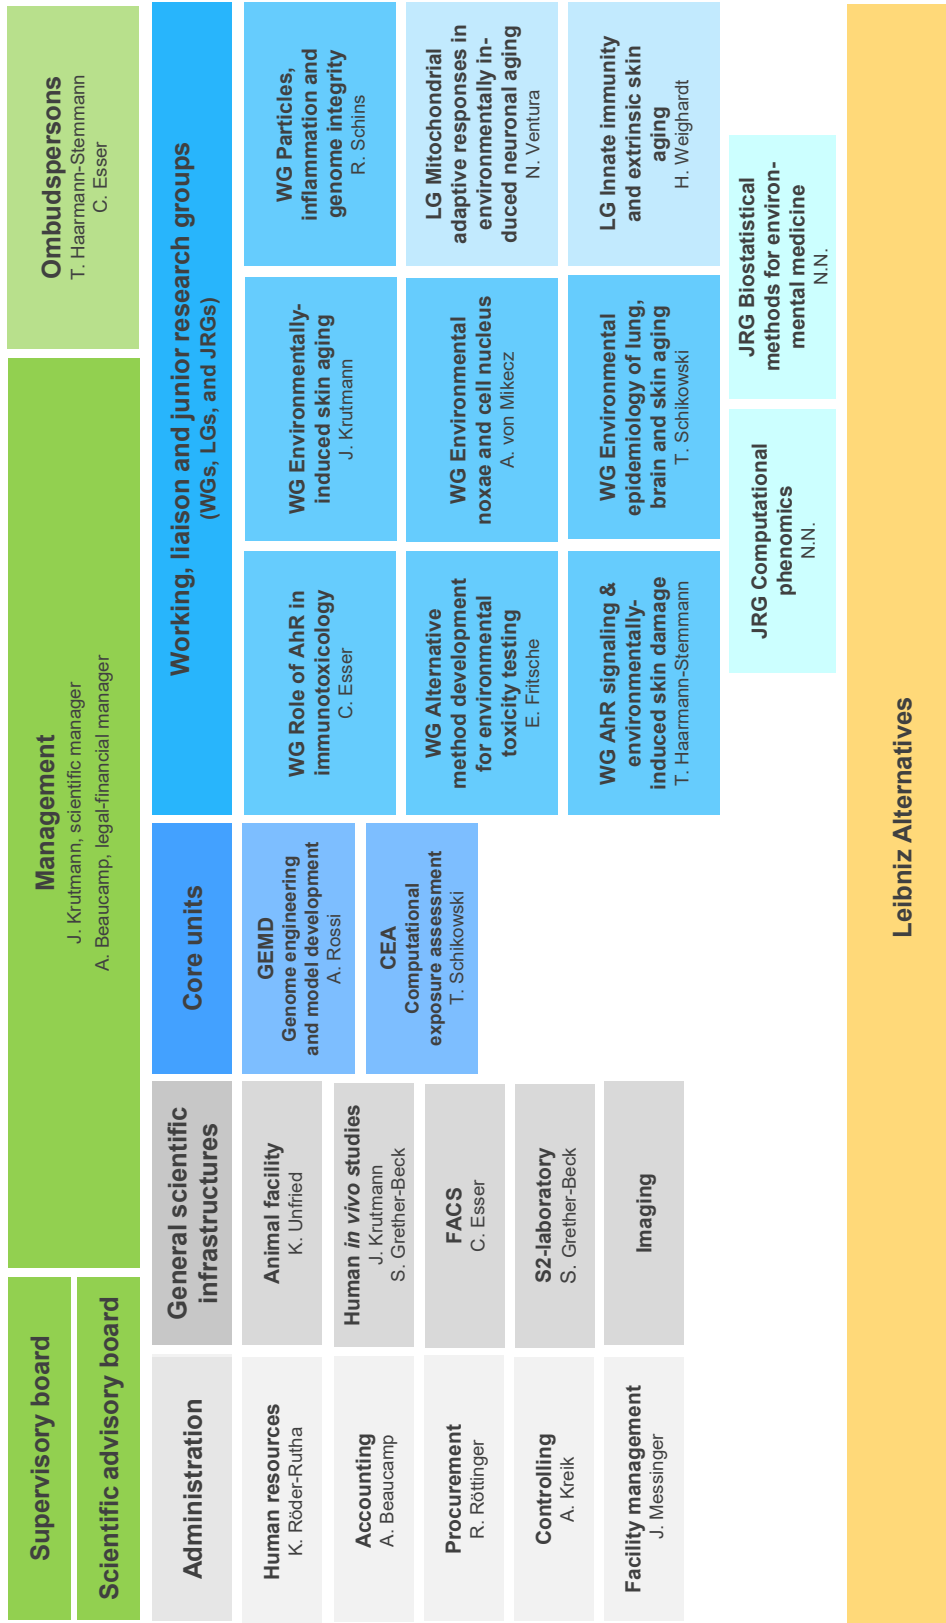 Supervisory board
Scientific advisory board
Management
J. Krutmann, scientific manager
A. Beaucamp, legal-financial manager
Ombudspersons
T. Haarmann-Stemmann
C. Esser
Administration
Human resources
K. Röder-Rutha
Accounting
A. Beaucamp
Procurement
R. Röttinger
Controlling
A. Kreik
Facility management
J. Messinger
General scientific
infrastructures
Animal facility
K. Unfried
Human in vivo studies
J. Krutmann
S. Grether-Beck
FACS
C. Esser
S2-laboratory
S. Grether-Beck
Imaging
Core units
GEMD
Genome engineering
and model development
A. Rossi
CEA
Computational
exposure assessment
T. Schikowski
Working, liaison and junior research groups
(WGs, LGs, and JRGs)
WG Role of AhR in
immunotoxicology
C. Esser
WG Environmentally-
induced skin aging
J. Krutmann
WG Particles,
inflammation and
genome integrity
R. Schins
WG Alternative
method development
for environmental
toxicity testing
E. Fritsche
WG Environmental
noxae and cell nucleus
A. von Mikecz
LG Mitochondrial
adaptive responses in
environmentally in-
duced neuronal aging
N. Ventura
WG AhR signaling &
environmentally-
induced skin damage
T. Haarmann-Stemmann
WG Environmental
epidemiology of lung,
brain and skin aging
T. Schikowski
LG Innate immunity
and extrinsic skin
aging
H. Weighardt
JRG Computational
phenomics
N.N.
JRG Biostatistical
methods for environ-
mental medicine
N.N.
Leibniz Alternatives